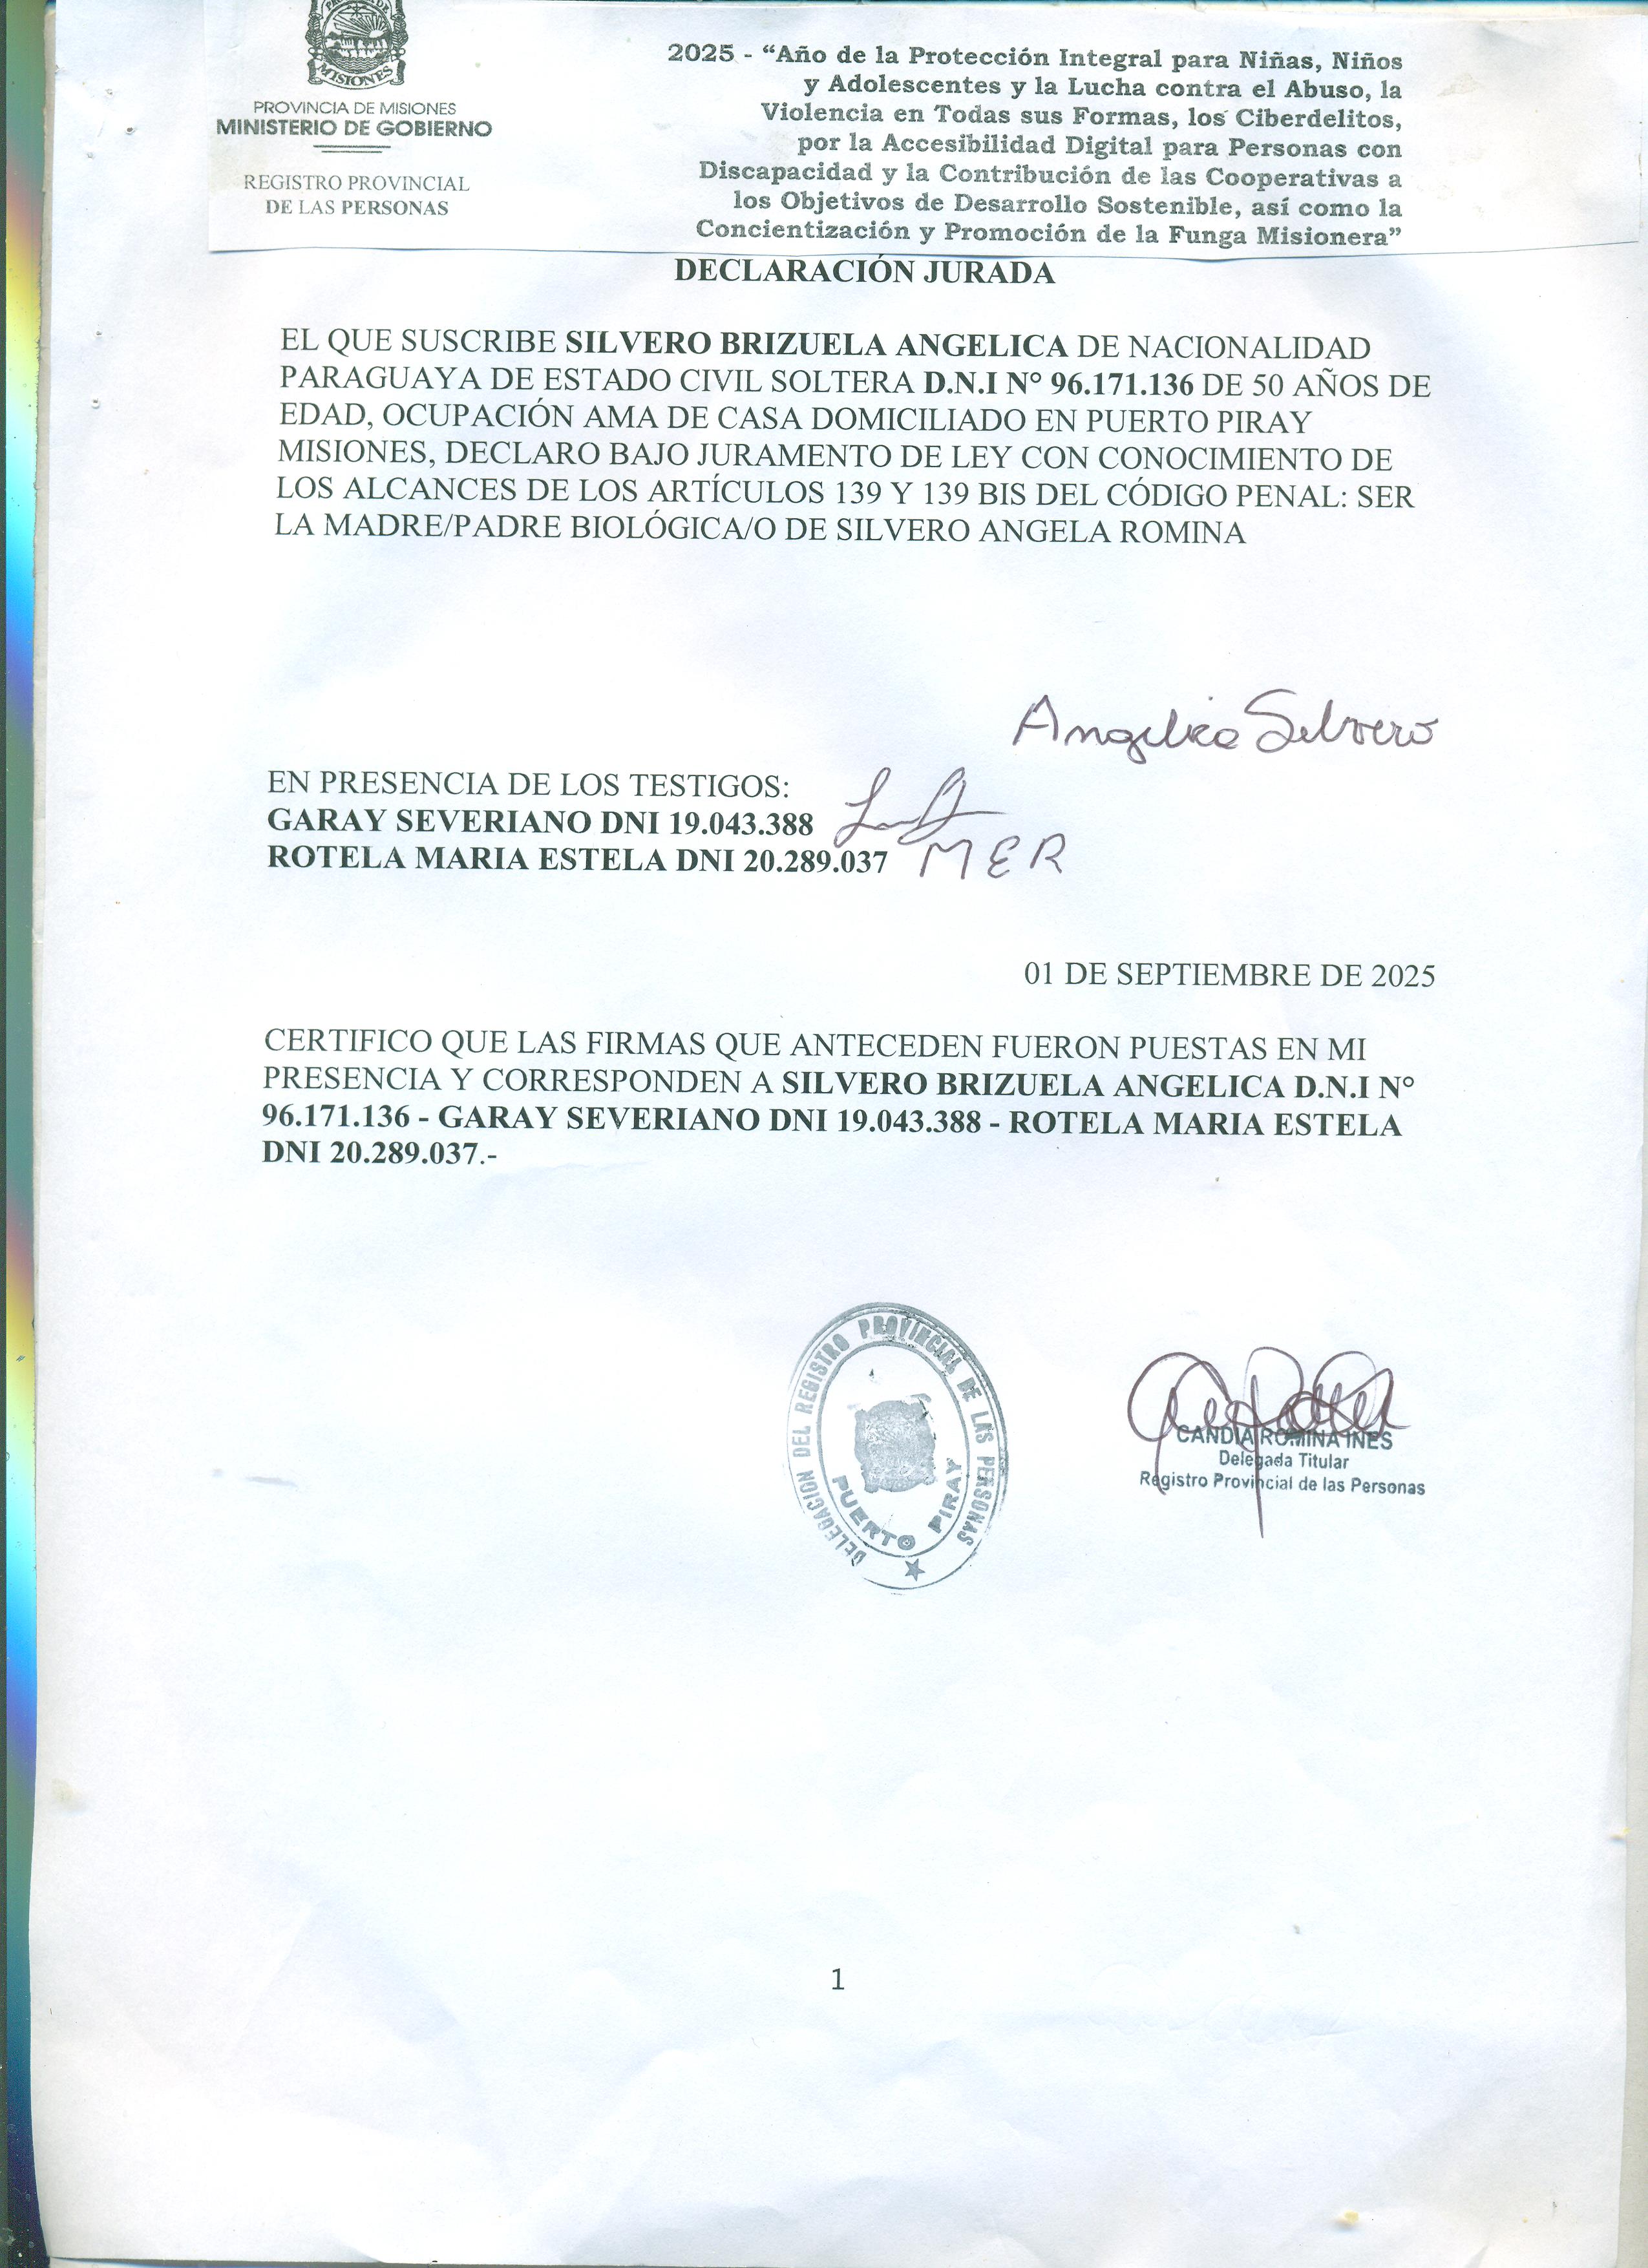 MISIONES
PROVINCIA DE MISIONES
MINISTERIO DE GOBIERNO
REGISTRO PROVINCIAL
DE LAS PERSONAS
2025 - “Año de la Protección Integral para Niñas, Niños
y Adolescentes y la Lucha contra el Abuso, la
Violencia en Todas sus Formas, los Ciberdelitos,
por la Accesibilidad Digital para Personas con
Discapacidad y la Contribución de las Cooperativas a
los Objetivos de Desarrollo Sostenible, así como la
Concientización y Promoción de la Funga Misionera”
DECLARACIÓN JURADA
EL QUE SUSCRIBE SILVERO BRIZUELA ANGELICA DE NACIONALIDAD
PARAGUAYA DE ESTADO CIVIL SOLTERA D.N.I N° 96.171.136 DE 50 AÑOS DE
EDAD, OCUPACIÓN AMA DE CASA DOMICILIADO EN PUERTO PIRAY
MISIONES, DECLARO BAJO JURAMENTO DE LEY CON CONOCIMIENTO DE
LOS ALCANCES DE LOS ARTÍCULOS 139 Y 139 BIS DEL CÓDIGO PENAL: SER
LA MADRE/PADRE BIOLÓGICA/O DE SILVERO ANGELA ROMINA
Angelica Silvero
EN PRESENCIA DE LOS TESTIGOS:
GARAY SEVERIANO DNI 19.043.388
ROTELA MARIA ESTELA DNI 20.289.037 MER
01 DE SEPTIEMBRE DE 2025
CERTIFICO QUE LAS FIRMAS QUE ANTECEDEN FUERON PUESTAS EN MI
PRESENCIA Y CORRESPONDEN A SILVERO BRIZUELA ANGELICA D.N.I N°
96.171.136 - GARAY SEVERIANO DNI 19.043.388 - ROTELA MARIA ESTELA
DNI 20.289.037.-
DELEGACION DEL REGISTRO PROVINCIAL DE LAS PERSONAS
PUERTO PIRAY
CANDIA ROMINA INES
Delegada Titular
Registro Provincial de las Personas
1